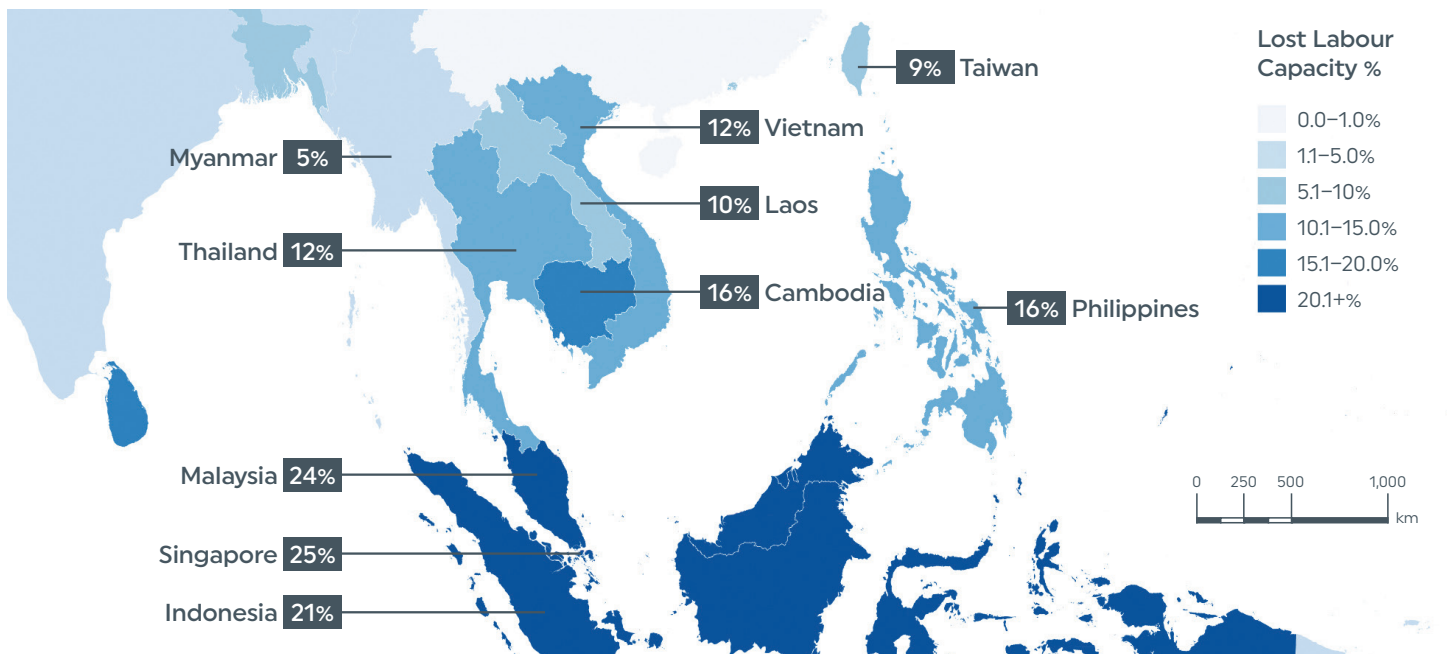 Lost Labour
Capacity %
0.0–1.0%
1.1–5.0%
5.1–10%
10.1–15.0%
15.1–20.0%
20.1+%
9% Taiwan
12% Vietnam
Myanmar 5%
10% Laos
Thailand 12%
16% Cambodia
16% Philippines
Malaysia 24%
Singapore 25%
Indonesia 21%
0 250 500 1,000
km